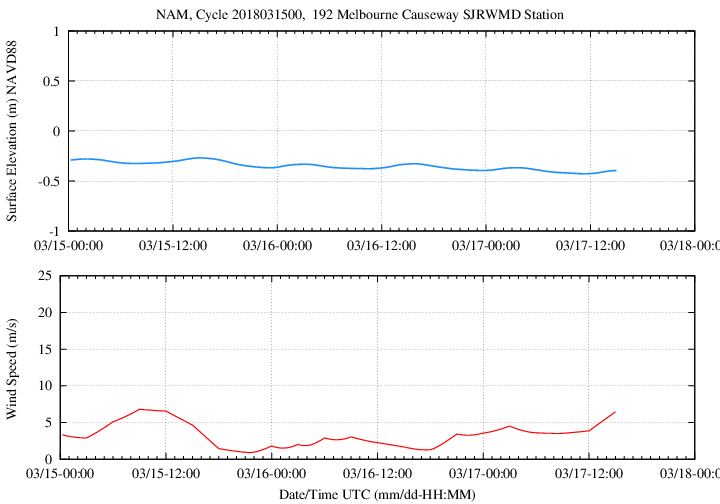 NAM, Cycle 2018031500,  192 Melbourne Causeway SJRWMD Station
Surface Elevation (m) NAVD88
1
0.5
0
-0.5
-1
03/15-00:00 03/15-12:00 03/16-00:00 03/16-12:00 03/17-00:00 03/17-12:00 03/18-00:0
Wind Speed (m/s)
25
20
15
10
5
0
03/15-00:00 03/15-12:00 03/16-00:00 03/16-12:00 03/17-00:00 03/17-12:00 03/18-00:0
Date/Time UTC (mm/dd-HH:MM)